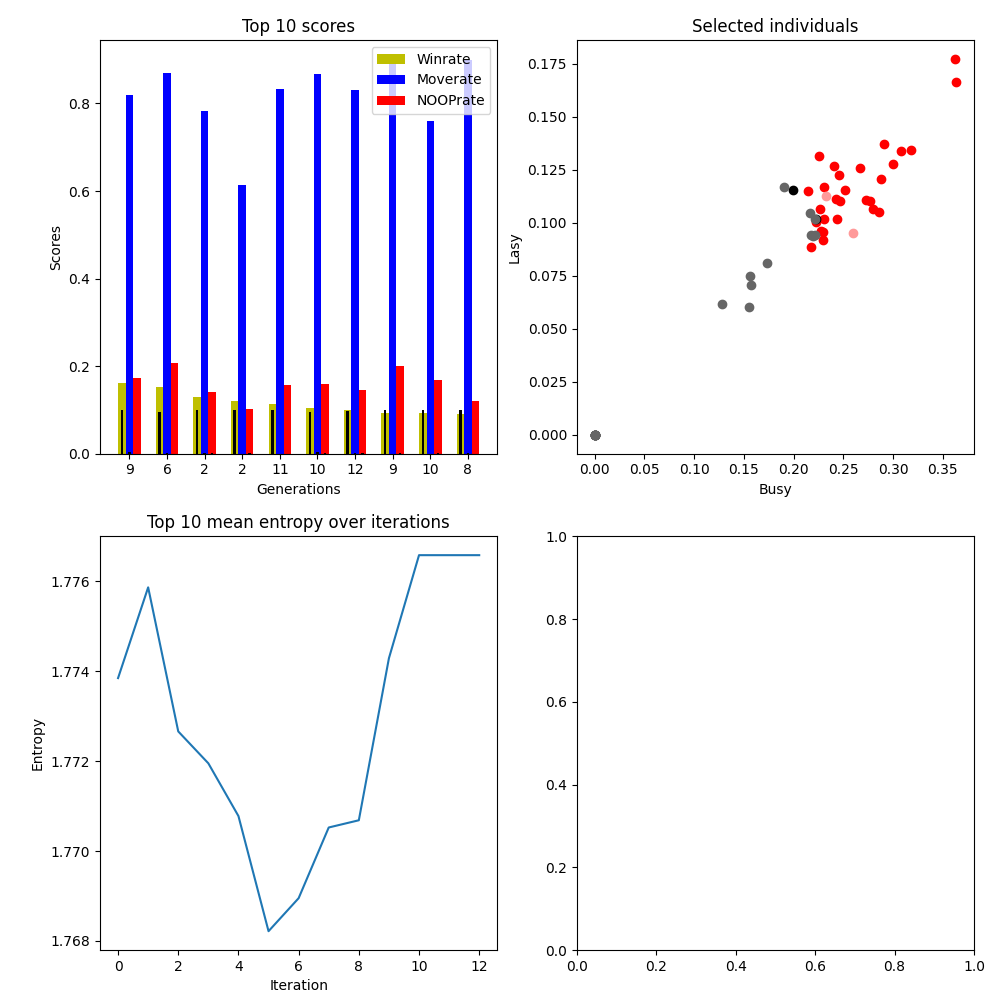 Top 10 scores
Winrate
Moverate
NOOPrate
0.8
0.6
0.4
0.2
0.0
Scores
9 6 2 2 11 10 12 9 10 8
Generations
Selected individuals
0.175
0.150
0.125
0.100
0.075
0.050
0.025
0.000
Lasy
0.00 0.05 0.10 0.15 0.20 0.25 0.30 0.35
Busy
Top 10 mean entropy over iterations
1.776
1.774
1.772
1.770
1.768
Entropy
0 2 4 6 8 10 12
Iteration
1.0
0.8
0.6
0.4
0.2
0.0
0.0 0.2 0.4 0.6 0.8 1.0